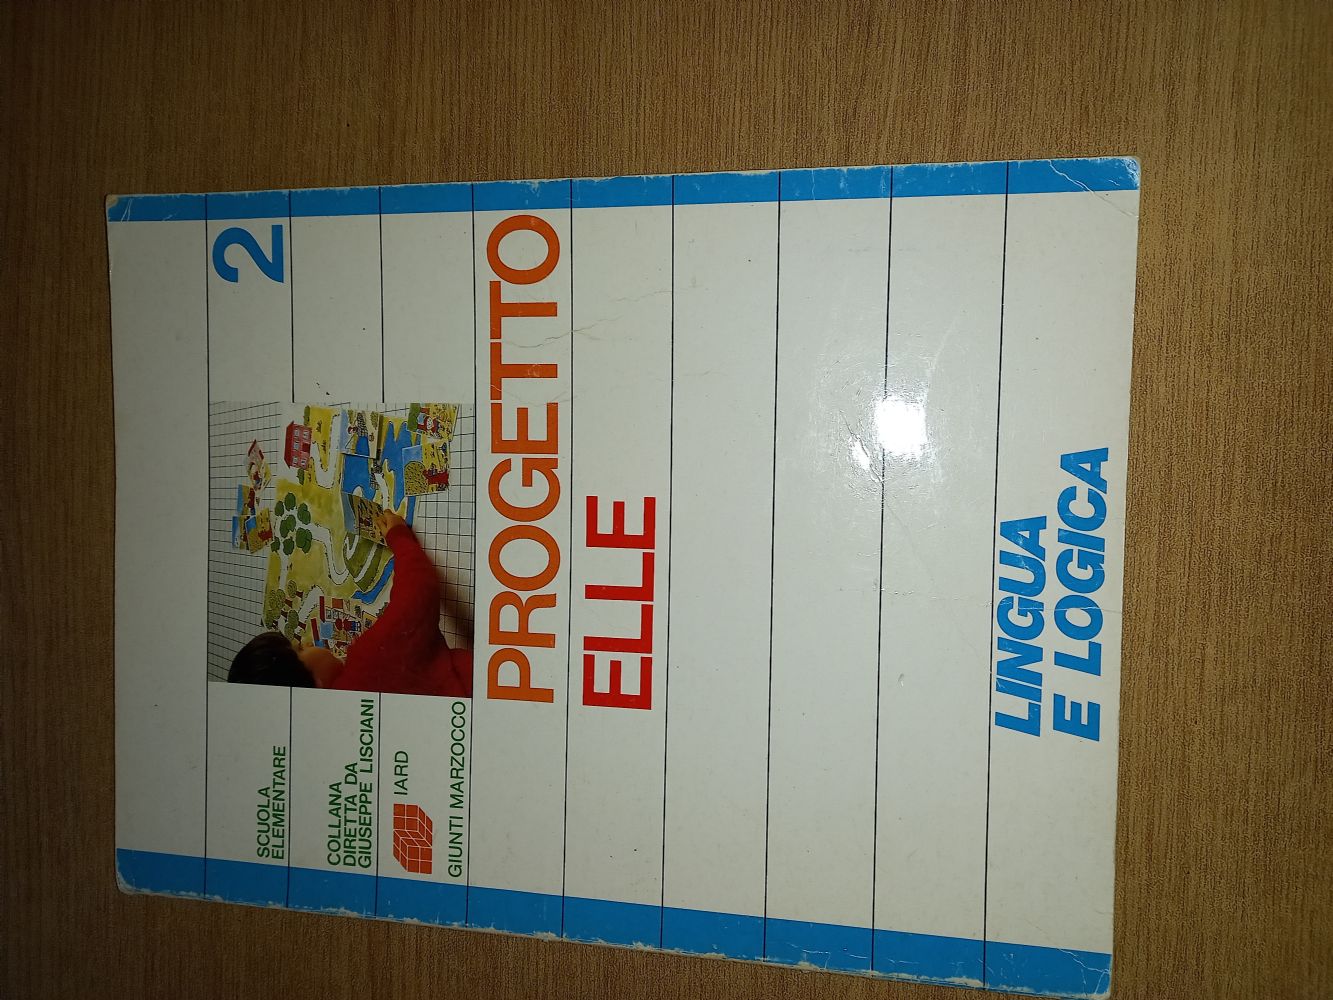 SCUOLA
ELEMENTARE
2
COLLANA
DIRETTA DA
GIUSEPPE LISCIANI
IARD
GIUNTI MARZOCCO
PROGETTO
ELLE
LINGUA
E LOGICA